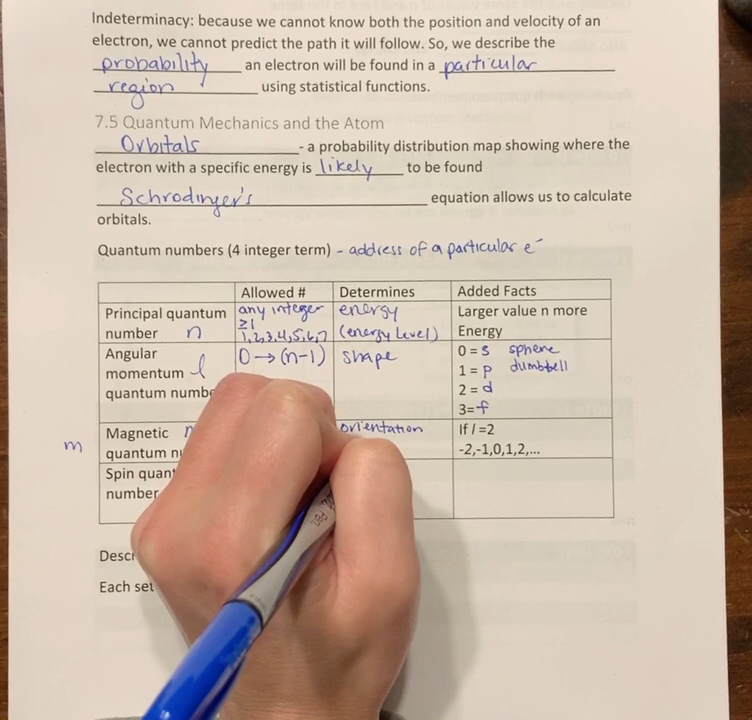 Indeterminacy: because we cannot know both the position and velocity of an
electron, we cannot predict the path it will follow. So, we describe the
probability an electron will be found in a particular
region using statistical functions.
7.5 Quantum Mechanics and the Atom
Orbitals - a probability distribution map showing where the
electron with a specific energy is likely to be found
Schrodinger's equation allows us to calculate
orbitals.
Quantum numbers (4 integer term) - address of a particular e⁻
Allowed # Determines Added Facts
Principal quantum any integer energy Larger value n more
number n ≥1 (energy level) Energy
1,2,3,4,5,6,7
Angular 0→(n-1) shape 0 = s sphere
momentum l 1 = p dumbbell
quantum 2 = d
3=f
m Magnetic orientation If l =2
quantum -2,-1,0,1,2,...
Spin
number
Each set